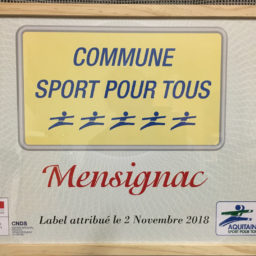 COMMUNE
SPORT POUR TOUS
Mensignac
Label attribué le 2 Novembre 2018
CNDS
AQUITAINE
SPORT POUR TOUS